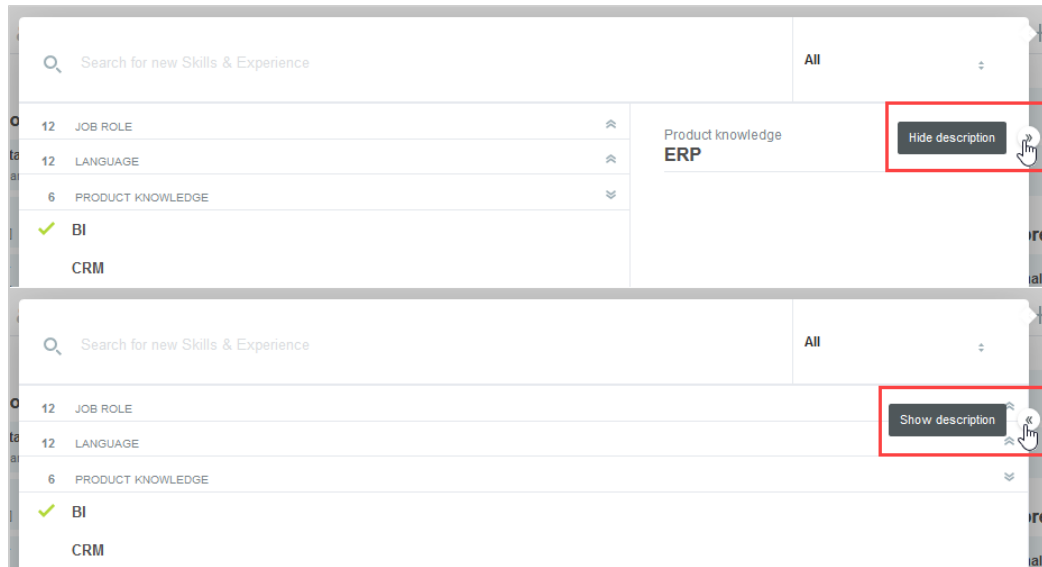 Search for new Skills & Experience
All
12 JOB ROLE
12 LANGUAGE
6 PRODUCT KNOWLEDGE
BI
CRM
Product knowledge
ERP
Hide description
Search for new Skills & Experience
All
12 JOB ROLE
12 LANGUAGE
6 PRODUCT KNOWLEDGE
BI
CRM
Show description